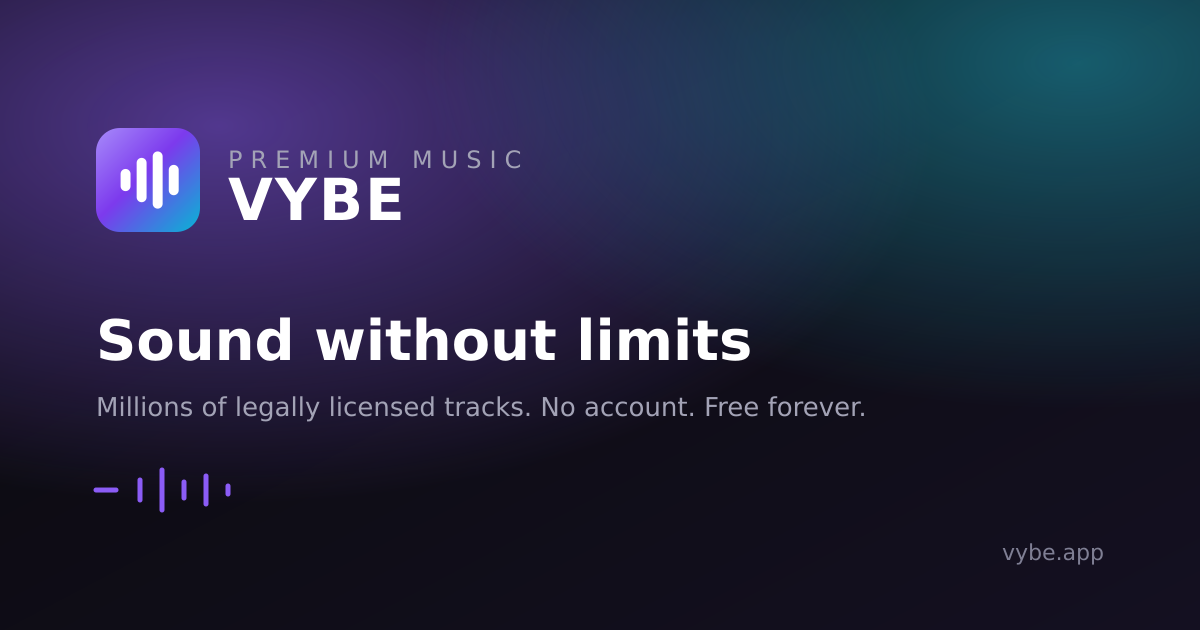 PREMIUM MUSIC
VYBE
Sound without limits
Millions of legally licensed tracks. No account. Free forever.
vybe.app